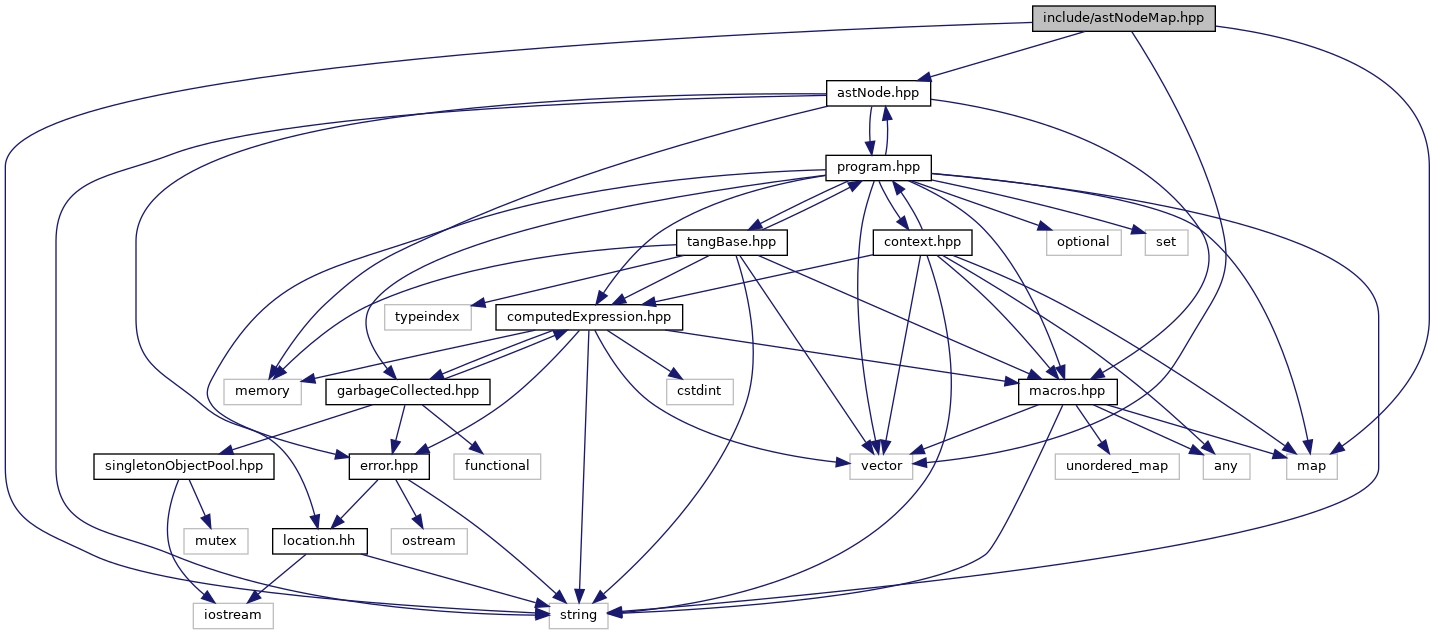 include/astNodeMap.hpp
astNode.hpp
program.hpp
tangBase.hpp
context.hpp
optional
set
typeindex
computedExpression.hpp
memory
garbageCollected.hpp
cstdint
macros.hpp
singletonObjectPool.hpp
error.hpp
functional
vector
unordered_map
any
map
mutex
location.hh
ostream
iostream
string